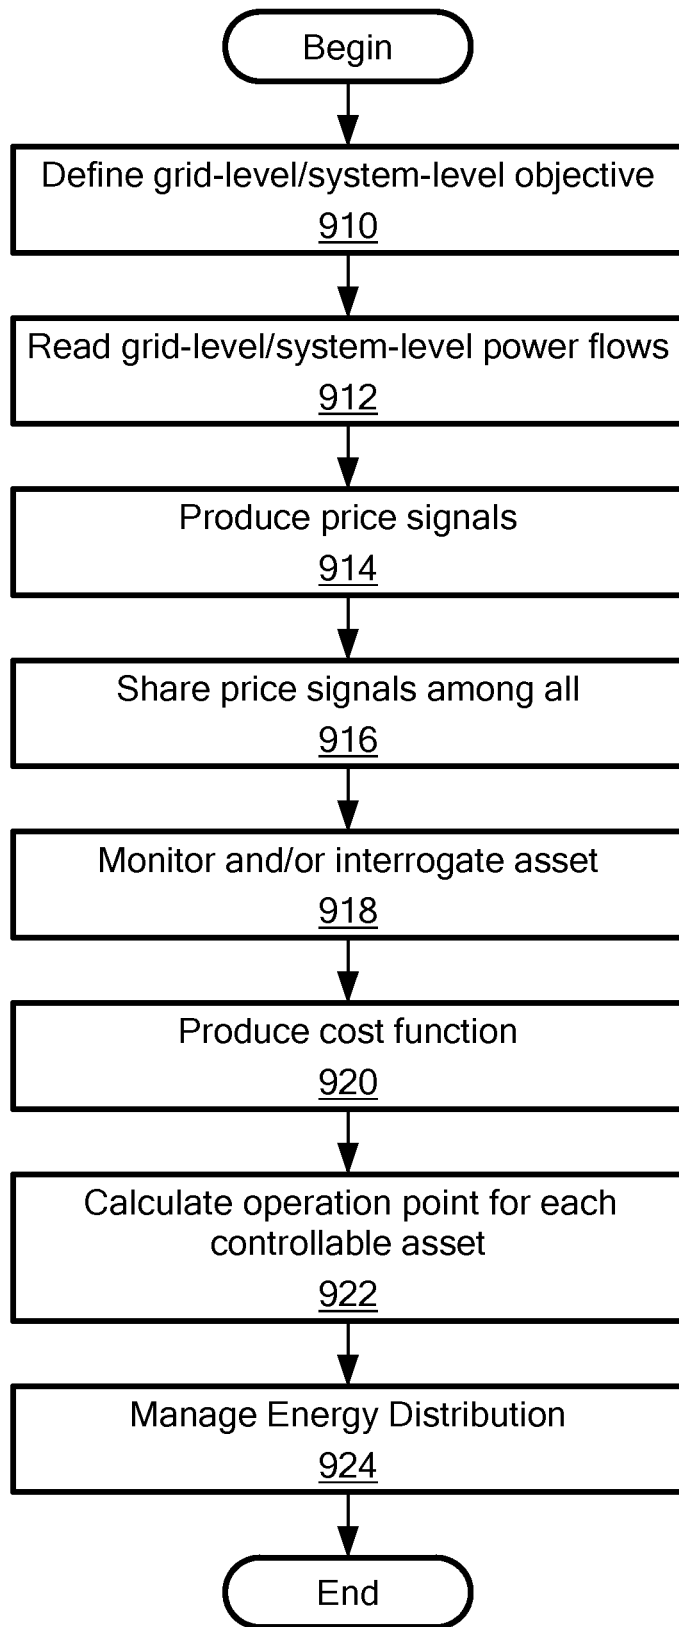 Begin
Define grid-level/system-level objective
910
Read grid-level/system-level power flows
912
Produce price signals
914
Share price signals among all
916
Monitor and/or interrogate asset
918
Produce cost function
920
Calculate operation point for each
controllable asset
922
Manage Energy Distribution
924
End